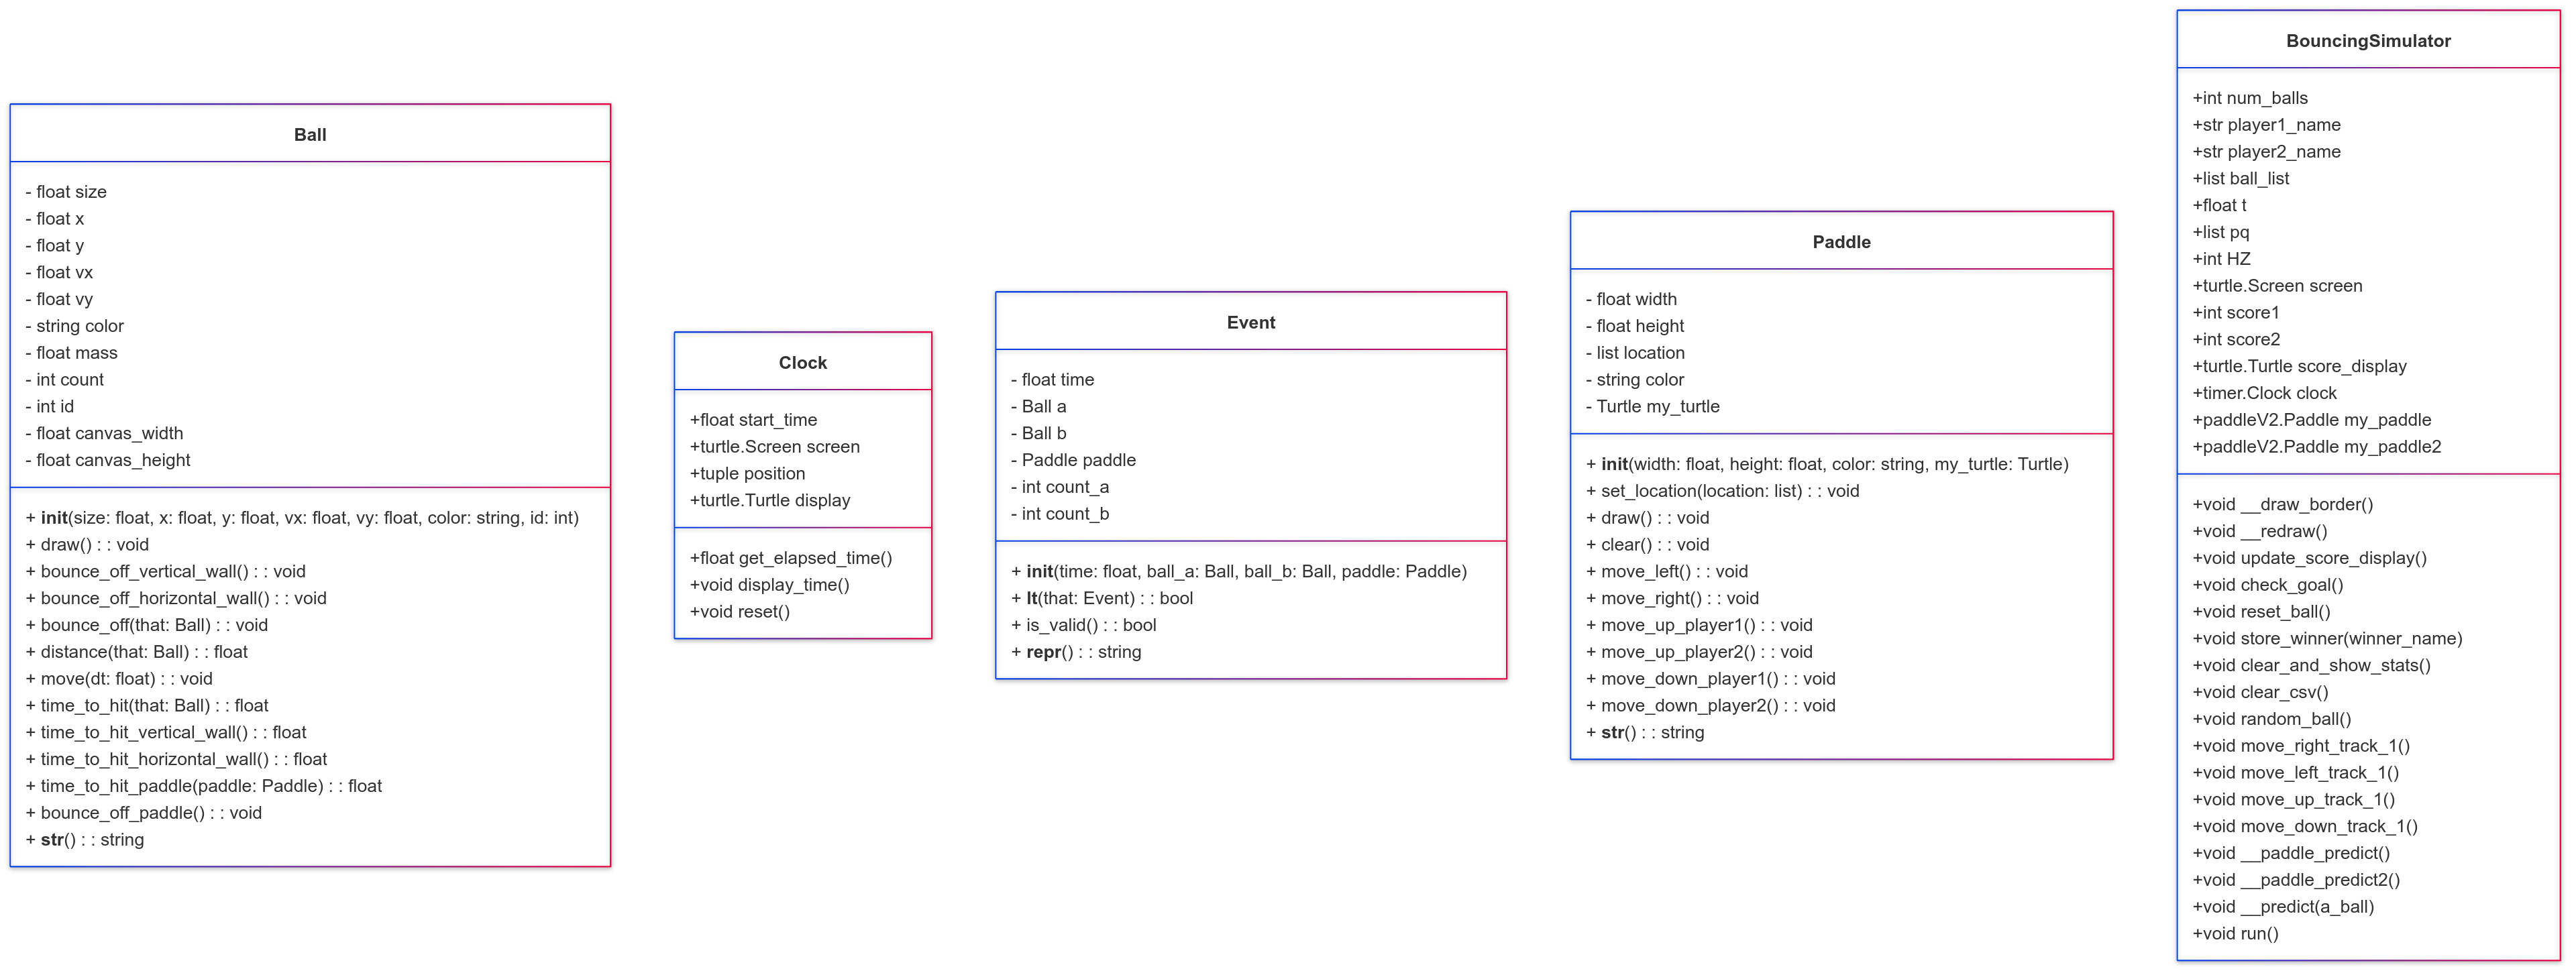 Ball
- float size
- float x
- float y
- float vx
- float vy
- string color
- float mass
- int count
- int id
- float canvas_width
- float canvas_height
+ init(size: float, x: float, y: float, vx: float, vy: float, color: string, id: int)
+ draw() : : void
+ bounce_off_vertical_wall() : : void
+ bounce_off_horizontal_wall() : : void
+ bounce_off(that: Ball) : : void
+ distance(that: Ball) : : float
+ move(dt: float) : : void
+ time_to_hit(that: Ball) : : float
+ time_to_hit_vertical_wall() : : float
+ time_to_hit_horizontal_wall() : : float
+ time_to_hit_paddle(paddle: Paddle) : : float
+ bounce_off_paddle() : : void
+ str() : : string
Clock
+float start_time
+turtle.Screen screen
+tuple position
+turtle.Turtle display
+float get_elapsed_time()
+void display_time()
+void reset()
Event
- float time
- Ball a
- Ball b
- Paddle paddle
- int count_a
- int count_b
+ init(time: float, ball_a: Ball, ball_b: Ball, paddle: Paddle)
+ lt(that: Event) : : bool
+ is_valid() : : bool
+ repr() : : string
Paddle
- float width
- float height
- list location
- string color
- Turtle my_turtle
+ init(width: float, height: float, color: string, my_turtle: Turtle)
+ set_location(location: list) : : void
+ draw() : : void
+ clear() : : void
+ move_left() : : void
+ move_right() : : void
+ move_up_player1() : : void
+ move_up_player2() : : void
+ move_down_player1() : : void
+ move_down_player2() : : void
+ str() : : string
BouncingSimulator
+int num_balls
+str player1_name
+str player2_name
+list ball_list
+float t
+list pq
+int HZ
+turtle.Screen screen
+int score1
+int score2
+turtle.Turtle score_display
+timer.Clock clock
+paddleV2.Paddle my_paddle
+paddleV2.Paddle my_paddle2
+void __draw_border()
+void __redraw()
+void update_score_display()
+void check_goal()
+void reset_ball()
+void store_winner(winner_name)
+void clear_and_show_stats()
+void clear_csv()
+void random_ball()
+void move_right_track_1()
+void move_left_track_1()
+void move_up_track_1()
+void move_down_track_1()
+void __paddle_predict()
+void __paddle_predict2()
+void __predict(a_ball)
+void run()